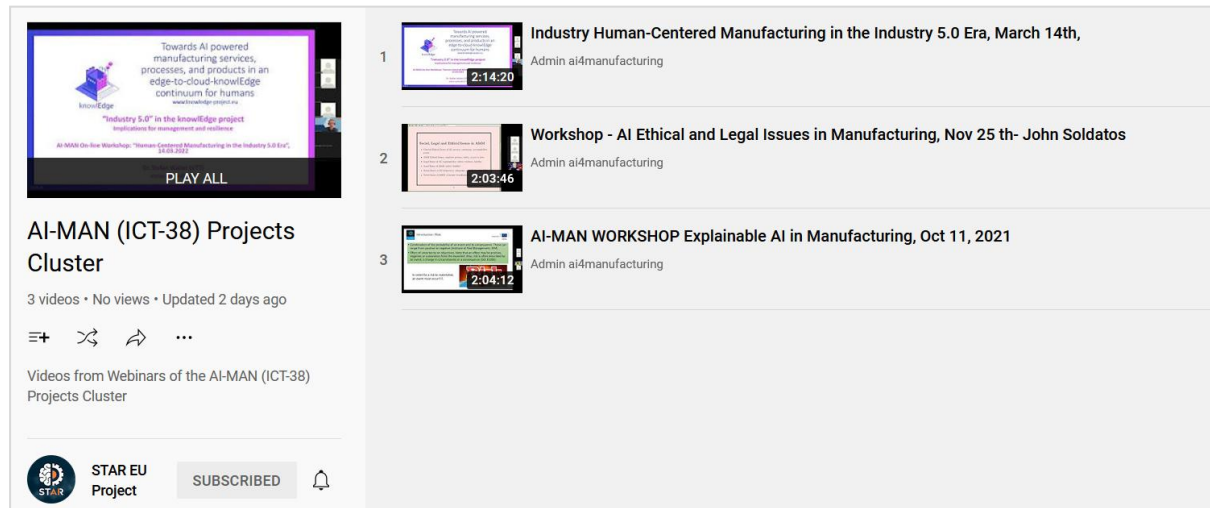 Towards AI powered
manufacturing services,
processes, and products in an
edge-to-cloud-knowlEdge
continuum for humans
www.knowledge-project.eu
knowlEdge
"Industry 5.0" in the knowlEdge project
Implications for management and resilience
AI-MAN On-line Workshop: "Human Centered Manufacturing in the Industry 5.0 Era",
14.03.2022
PLAY ALL
AI-MAN (ICT-38) Projects
Cluster
3 videos • No views • Updated 2 days ago
Videos from Webinars of the AI-MAN (ICT-38)
Projects Cluster
STAR
STAR EU
Project
SUBSCRIBED
1
2:14:20
Industry Human-Centered Manufacturing in the Industry 5.0 Era, March 14th,
Admin ai4manufacturing
2
2:03:46
Workshop - AI Ethical and Legal Issues in Manufacturing, Nov 25 th- John Soldatos
Admin ai4manufacturing
3
2:04:12
AI-MAN WORKSHOP Explainable AI in Manufacturing, Oct 11, 2021
Admin ai4manufacturing